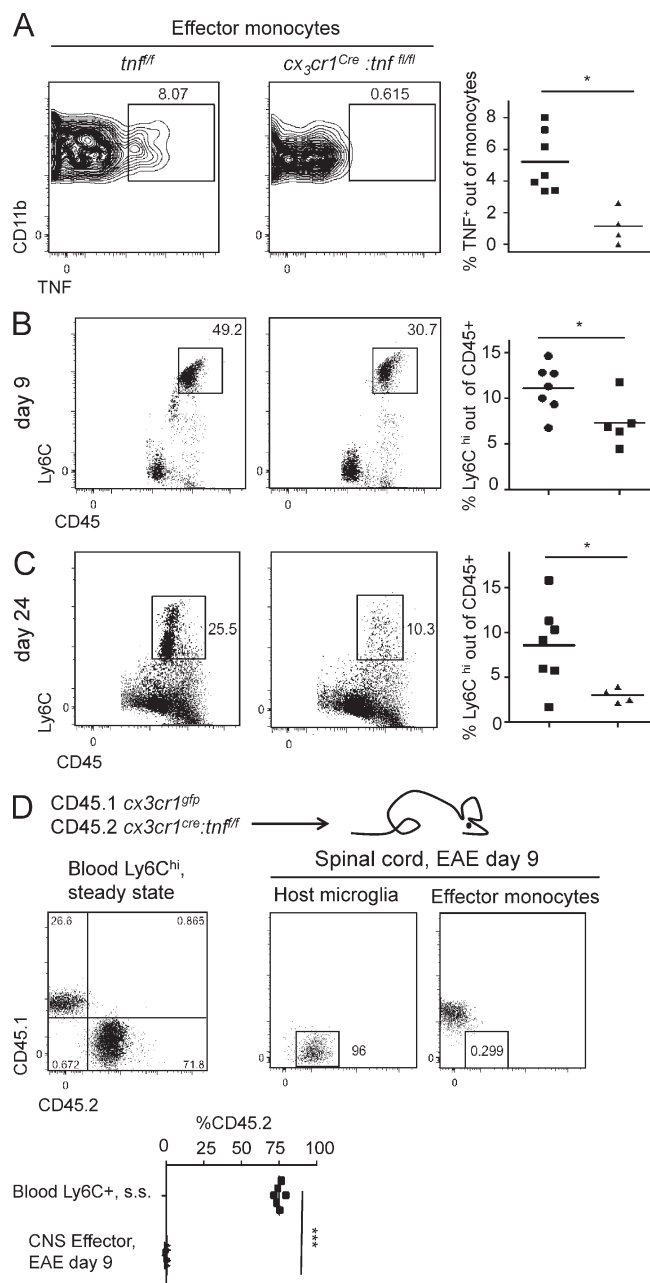 A
Effector monocytes
tnf^f/f
cx3cr1^Cre :tnf^fl/fl
8.07
0.615
CD11b
0
0
TNF
0
0
*
% TNF+ out of monocytes
8
6
4
2
0
B
day 9
49.2
30.7
Ly6C
0
0
CD45
0
0
*
% Ly6C^hi out of CD45+
15
10
5
0
C
day 24
25.5
10.3
Ly6C
0
0
CD45
0
0
*
% Ly6C^hi out of CD45+
15
10
5
0
D
CD45.1 cx3cr1^gfp
CD45.2 cx3cr1^cre:tnf^f/f
Blood Ly6C^hi,
steady state
Spinal cord, EAE day 9
Host microglia
Effector monocytes
26.6
0.865
0.672
71.8
96
0.299
CD45.1
0
0
0
CD45.2
0
0
0
%CD45.2
0 25 50 75 100
Blood Ly6C+, s.s.
CNS Effector,
EAE day 9
***